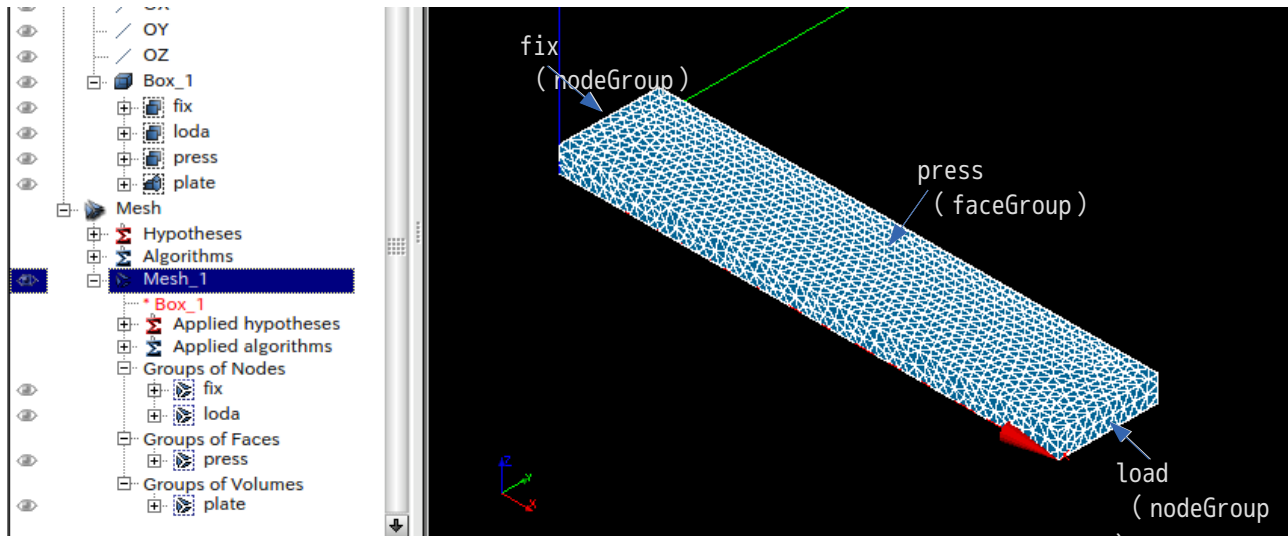 OX
OY
OZ
Box_1
fix
loda
press
plate
Mesh
Hypotheses
Algorithms
Mesh_1
* Box_1
Applied hypotheses
Applied algorithms
Groups of Nodes
fix
loda
Groups of Faces
press
Groups of Volumes
plate
fix
(nodeGroup)
press
(faceGroup)
load
(nodeGroup
)
Z
Y
X